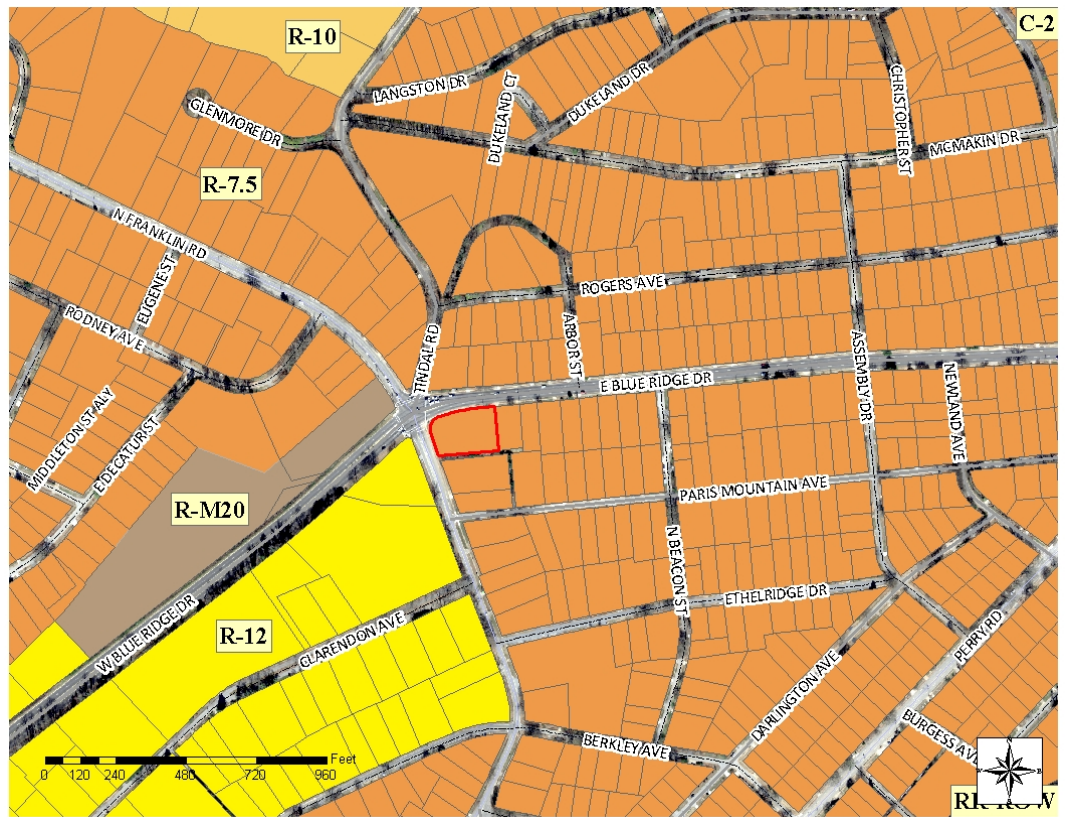 C-2
R-10
LANGSTON DR
DUKELAND CT
DUKELAND DR
CHRISTOPHER ST
GLENMORE DR
MCMAKIN DR
R-7.5
N FRANKLIN RD
EUGENE ST
ROGERS AVE
RODNEY AVE
ARBOR ST
TINDAL RD
ASSEMBLY DR
E BLUE RIDGE DR
NEWLAND AVE
MIDDLETON ST ALY
E DECATUR ST
PARIS MOUNTAIN AVE
R-M20
N BEACON ST
ETHELRIDGE DR
W BLUE RIDGE DR
R-12
CLARENDON AVE
PERRY RD
DARLINGTON AVE
BURGESS AVE
BERKLEY AVE
Feet
0 120 240 480 720 960
N
RR-ROW